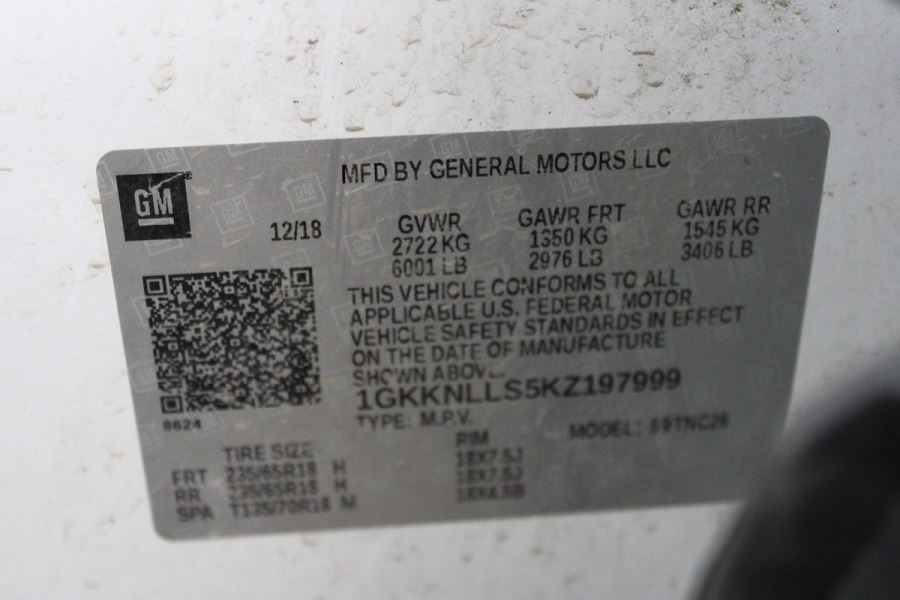 GM
MFD BY GENERAL MOTORS LLC
12/18
GVWR GAWR FRT GAWR RR
2722 KG 1350 KG 1545 KG
6001 LB 2976 LB 3406 LB
THIS VEHICLE CONFORMS TO ALL
APPLICABLE U.S. FEDERAL MOTOR
VEHICLE SAFETY STANDARDS IN EFFECT
ON THE DATE OF MANUFACTURE
SHOWN ABOVE.
1GKKNLLS5KZ197999
8624
TYPE: M.P.V. MODEL:
TIRE SIZE RIM
FRT 235/65R18 H 18X7.5J
RR 235/65R18 H 18X7.5J
SPA T135/70R18 M 18X4.5B